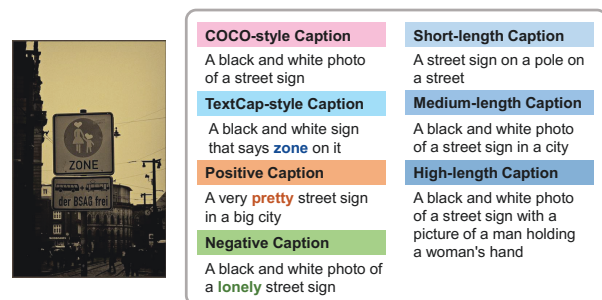 ZONE
der BSAG frei
COCO-style Caption
A black and white photo
of a street sign
TextCap-style Caption
A black and white sign
that says zone on it
Positive Caption
A very pretty street sign
in a big city
Negative Caption
A black and white photo of
a lonely street sign
Short-length Caption
A street sign on a pole on
a street
Medium-length Caption
A black and white photo
of a street sign in a city
High-length Caption
A black and white photo
of a street sign with a
picture of a man holding
a woman's hand